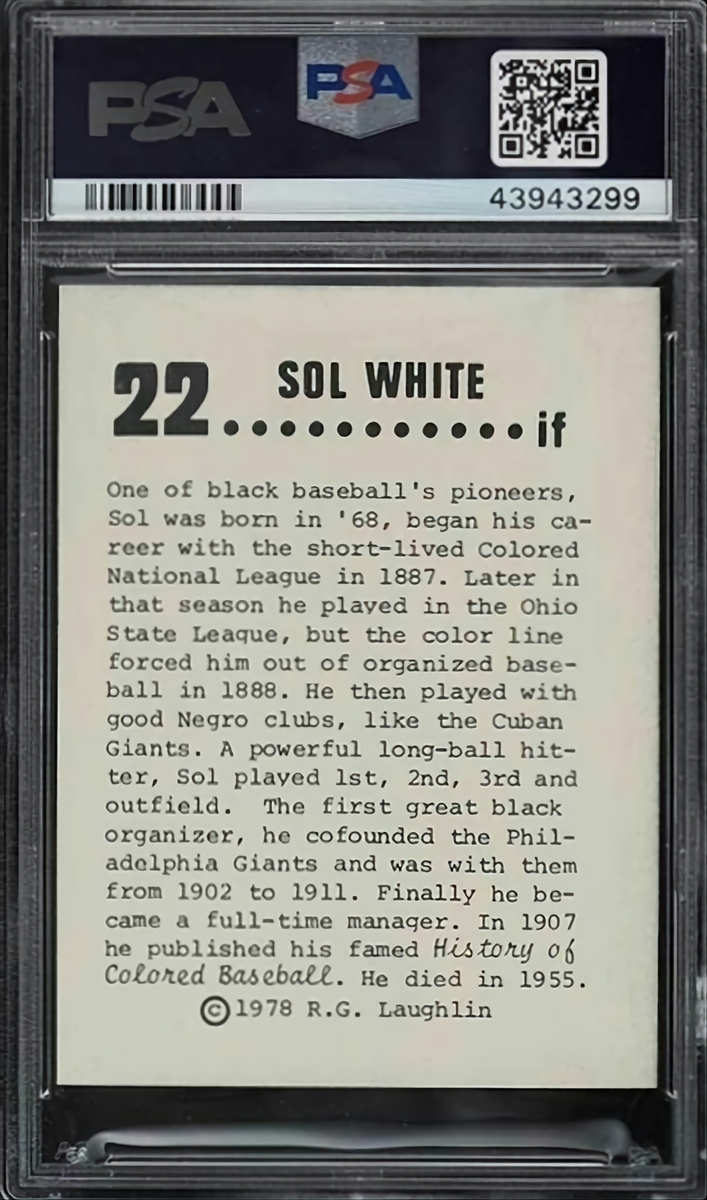 PSA
PSA
43943299
22 SOL WHITE
...........if
One of black baseball's pioneers,
Sol was born in '68, began his ca-
reer with the short-lived Colored
National League in 1887. Later in
that season he played in the Ohio
State League, but the color line
forced him out of organized base-
ball in 1888. He then played with
good Negro clubs, like the Cuban
Giants. A powerful long-ball hit-
ter, Sol played 1st, 2nd, 3rd and
outfield. The first great black
organizer, he cofounded the Phil-
adelphia Giants and was with them
from 1902 to 1911. Finally he be-
came a full-time manager. In 1907
he published his famed History of
Colored Baseball. He died in 1955.
©1978 R.G. Laughlin